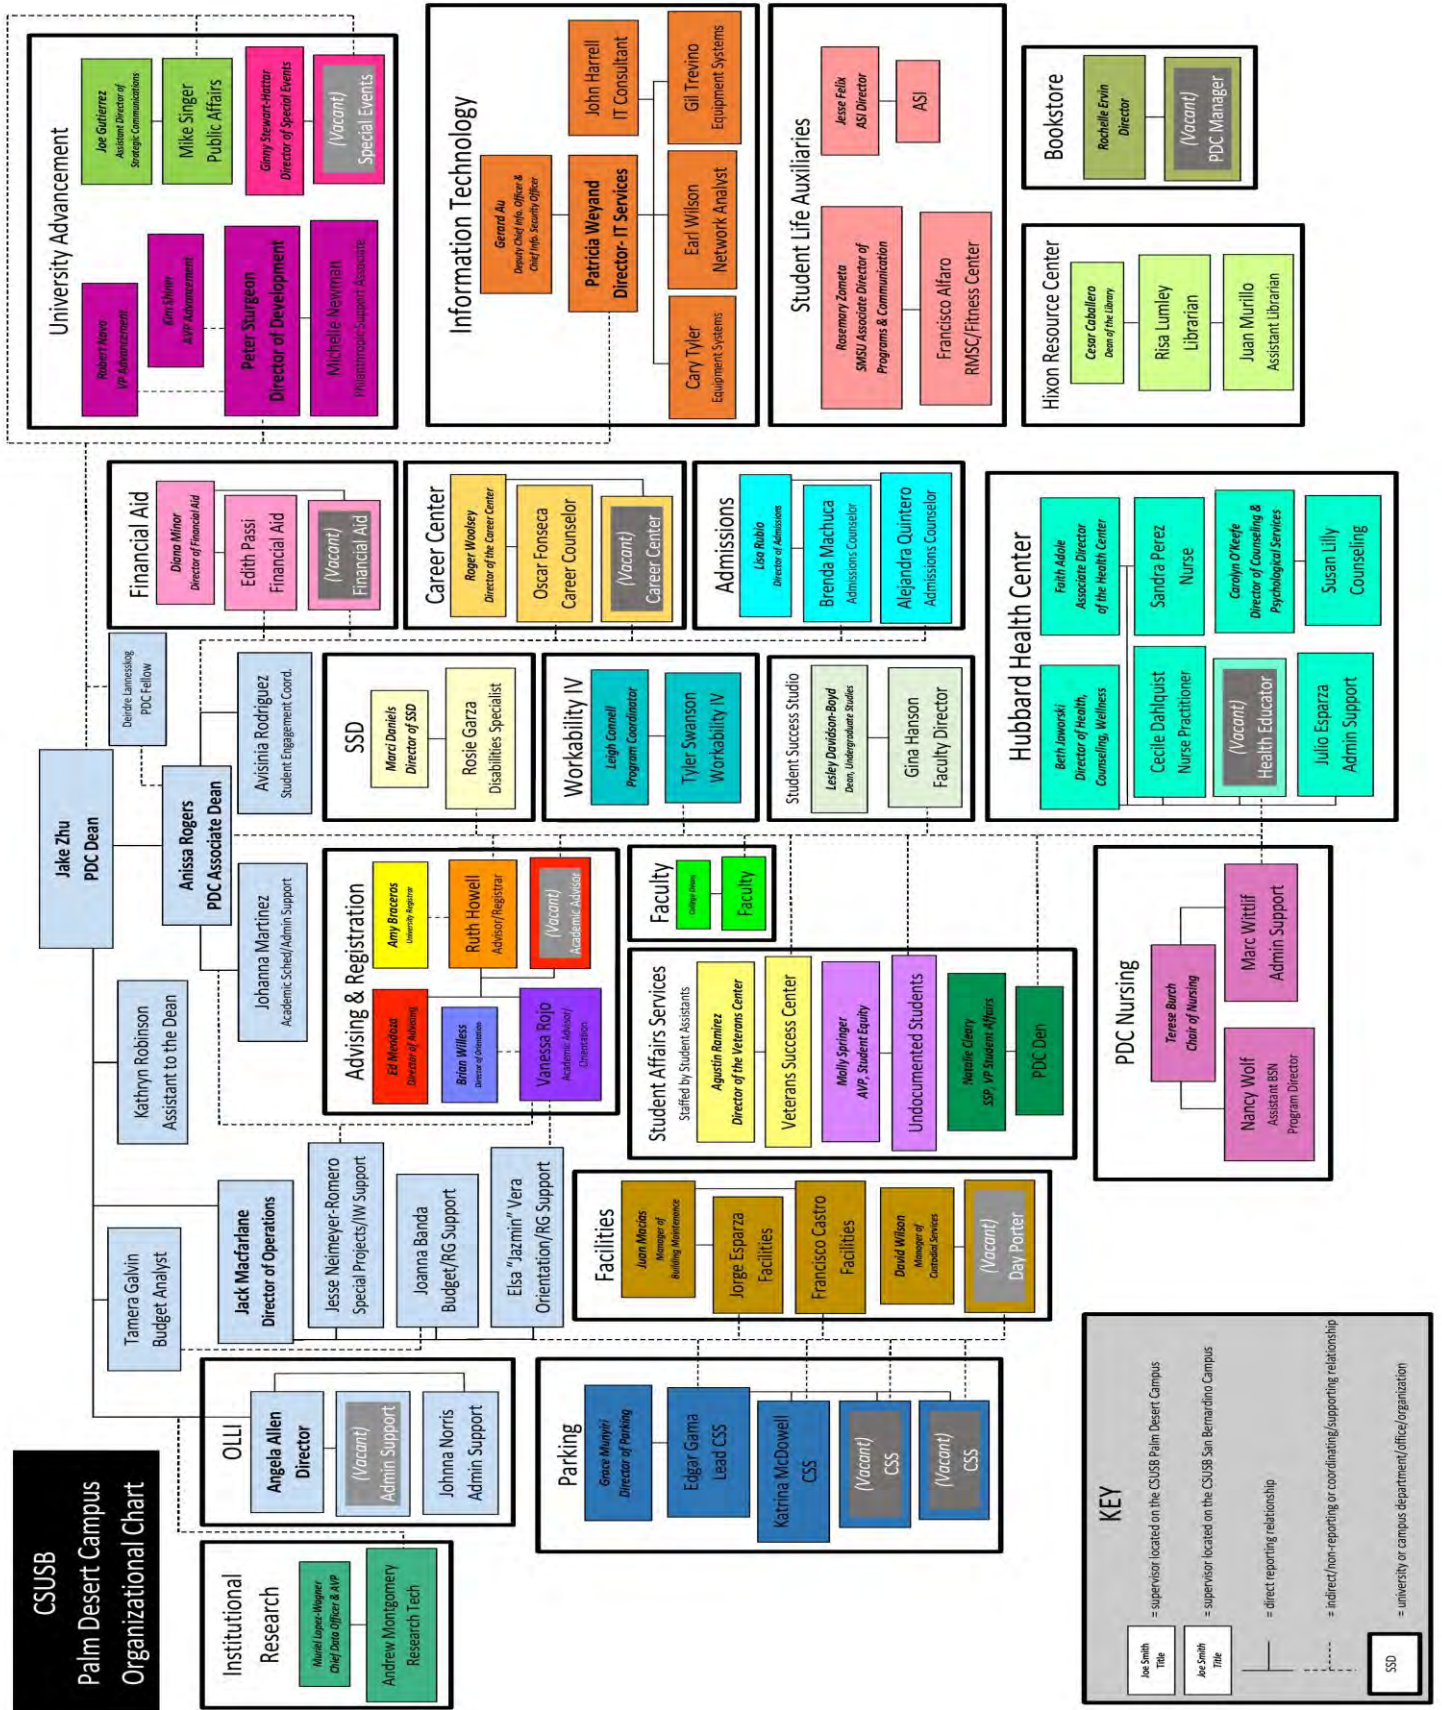 CSUSB
Palm Desert Campus
Organizational Chart
Jake Zhu
PDC Dean
Deirdre Lannesskog
PDC Fellow
Kathryn Robinson
Assistant to the Dean
Anissa Rogers
PDC Associate Dean
Tamera Galvin
Budget Analyst
Jack Macfarlane
Director of Operations
Johanna Martinez
Academic Sched/Admin Support
Avisinia Rodriguez
Student Engagement Coord.
Jesse Neimeyer-Romero
Special Projects/IW Support
Joanna Banda
Budget/RG Support
Elsa "Jazmin" Vera
Orientation/RG Support
Institutional
Research
Muriel Lopez-Wagner
Chief Data Officer & AVP
Andrew Montgomery
Research Tech
OLLI
Angela Allen
Director
(Vacant)
Admin Support
Johnna Norris
Admin Support
Parking
Grace Munyiri
Director of Parking
Edgar Gama
Lead CSS
Katrina McDowell
CSS
(Vacant)
CSS
(Vacant)
CSS
Facilities
Juan Macias
Manager of
Building Maintenance
Jorge Esparza
Facilities
Francisco Castro
Facilities
David Wilson
Manager of
Custodial Services
(Vacant)
Day Porter
Advising & Registration
Ed Mendoza
Director of Advising
Amy Braceros
University Registrar
Brian Willess
Director of Orientation
Ruth Howell
Advisor/Registrar
Vanessa Rojo
Academic Advisor/
Orientation
(Vacant)
Academic Advisor
Student Affairs Services
Staffed by Student Assistants
Agustin Ramirez
Director of the Veterans Center
Veterans Success Center
Molly Springer
AVP, Student Equity
Undocumented Students
Natalie Cleary
SSP, VP Student Affairs
PDC Den
Faculty
College Deans
Faculty
PDC Nursing
Terese Burch
Chair of Nursing
Nancy Wolf
Assistant BSN
Program Director
Marc Wittlif
Admin Support
SSD
Marci Daniels
Director of SSD
Rosie Garza
Disabilities Specialist
Workability IV
Leigh Connell
Program Coordinator
Tyler Swanson
Workability IV
Student Success Studio
Lesley Davidson-Boyd
Dean, Undergraduate Studies
Gina Hanson
Faculty Director
Hubbard Health Center
Beth Jaworski
Director of Health,
Counseling, Wellness
Faith Adole
Associate Director
of the Health Center
Cecile Dahlquist
Nurse Practitioner
Sandra Perez
Nurse
(Vacant)
Health Educator
Carolyn O'Keefe
Director of Counseling &
Psychological Services
Julio Esparza
Admin Support
Susan Lilly
Counseling
Financial Aid
Diana Minor
Director of Financial Aid
Edith Passi
Financial Aid
(Vacant)
Financial Aid
Career Center
Roger Woolsey
Director of the Career Center
Oscar Fonseca
Career Counselor
(Vacant)
Career Center
Admissions
Lisa Rubio
Director of Admissions
Brenda Machuca
Admissions Counselor
Alejandra Quintero
Admissions Counselor
University Advancement
Robert Nava
VP Advancement
Kim Shiner
AVP Advancement
Peter Sturgeon
Director of Development
Michelle Newman
Philanthropic Support Associate
Joe Gutierrez
Assistant Director of
Strategic Communications
Mike Singer
Public Affairs
Ginny Stewart-Hattar
Director of Special Events
(Vacant)
Special Events
Information Technology
Gerard Au
Deputy Chief Info. Officer &
Chief Info. Security Officer
Patricia Weyand
Director- IT Services
John Harrell
IT Consultant
Cary Tyler
Equipment Systems
Earl Wilson
Network Analyst
Gil Trevino
Equipment Systems
Student Life Auxiliaries
Rosemary Zometa
SMSU Associate Director of
Programs & Communication
Francisco Alfaro
RMSC/Fitness Center
Jesse Felix
ASI Director
ASI
Hixon Resource Center
Cesar Caballero
Dean of the Library
Risa Lumley
Librarian
Juan Murillo
Assistant Librarian
Bookstore
Rochelle Ervin
Director
(Vacant)
PDC Manager
KEY
Joe Smith
Title
= supervisor located on the CSUSB Palm Desert Campus
Joe Smith
Title
= supervisor located on the CSUSB San Bernardino Campus
= direct reporting relationship
= indirect/non-reporting or coordinating/supporting relationship
SSD
= university or campus department/office/organization